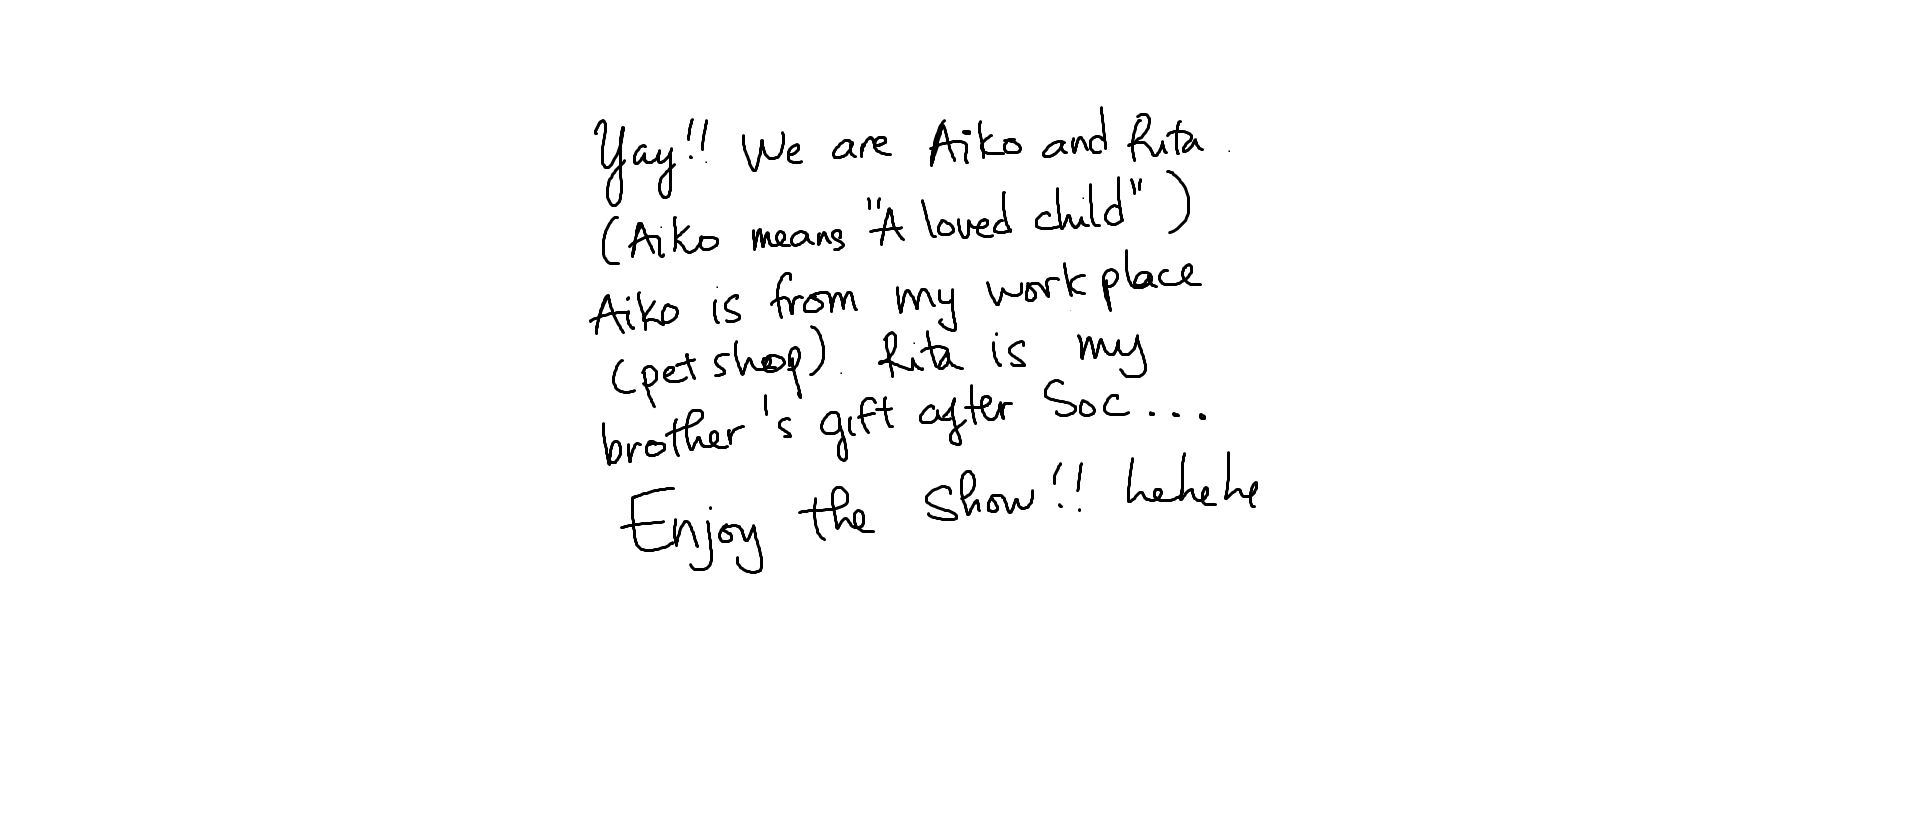 Yay!! We are Aiko and Rita.
(Aiko means "A loved child")
Aiko is from my work place
(pet shop). Rita is my
brother's gift after Soc...
Enjoy the show!! hehehe